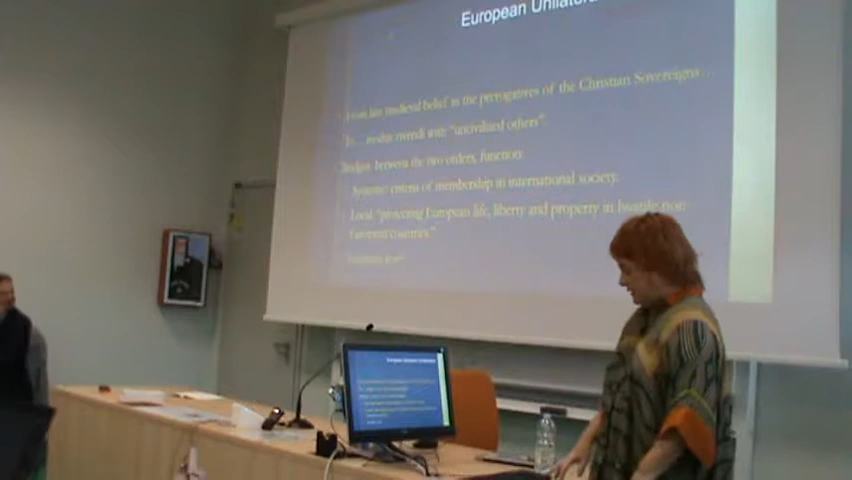 European Unilatera
From late medieval belief in the prerogatives of the Christian Sovereigns…
To… modus vivendi with "uncivilized others".
Bridges between the two orders, function:
Systemic: criteria of membership in international society.
Local: "protecting European life, liberty and property in hostile non-
European countries."